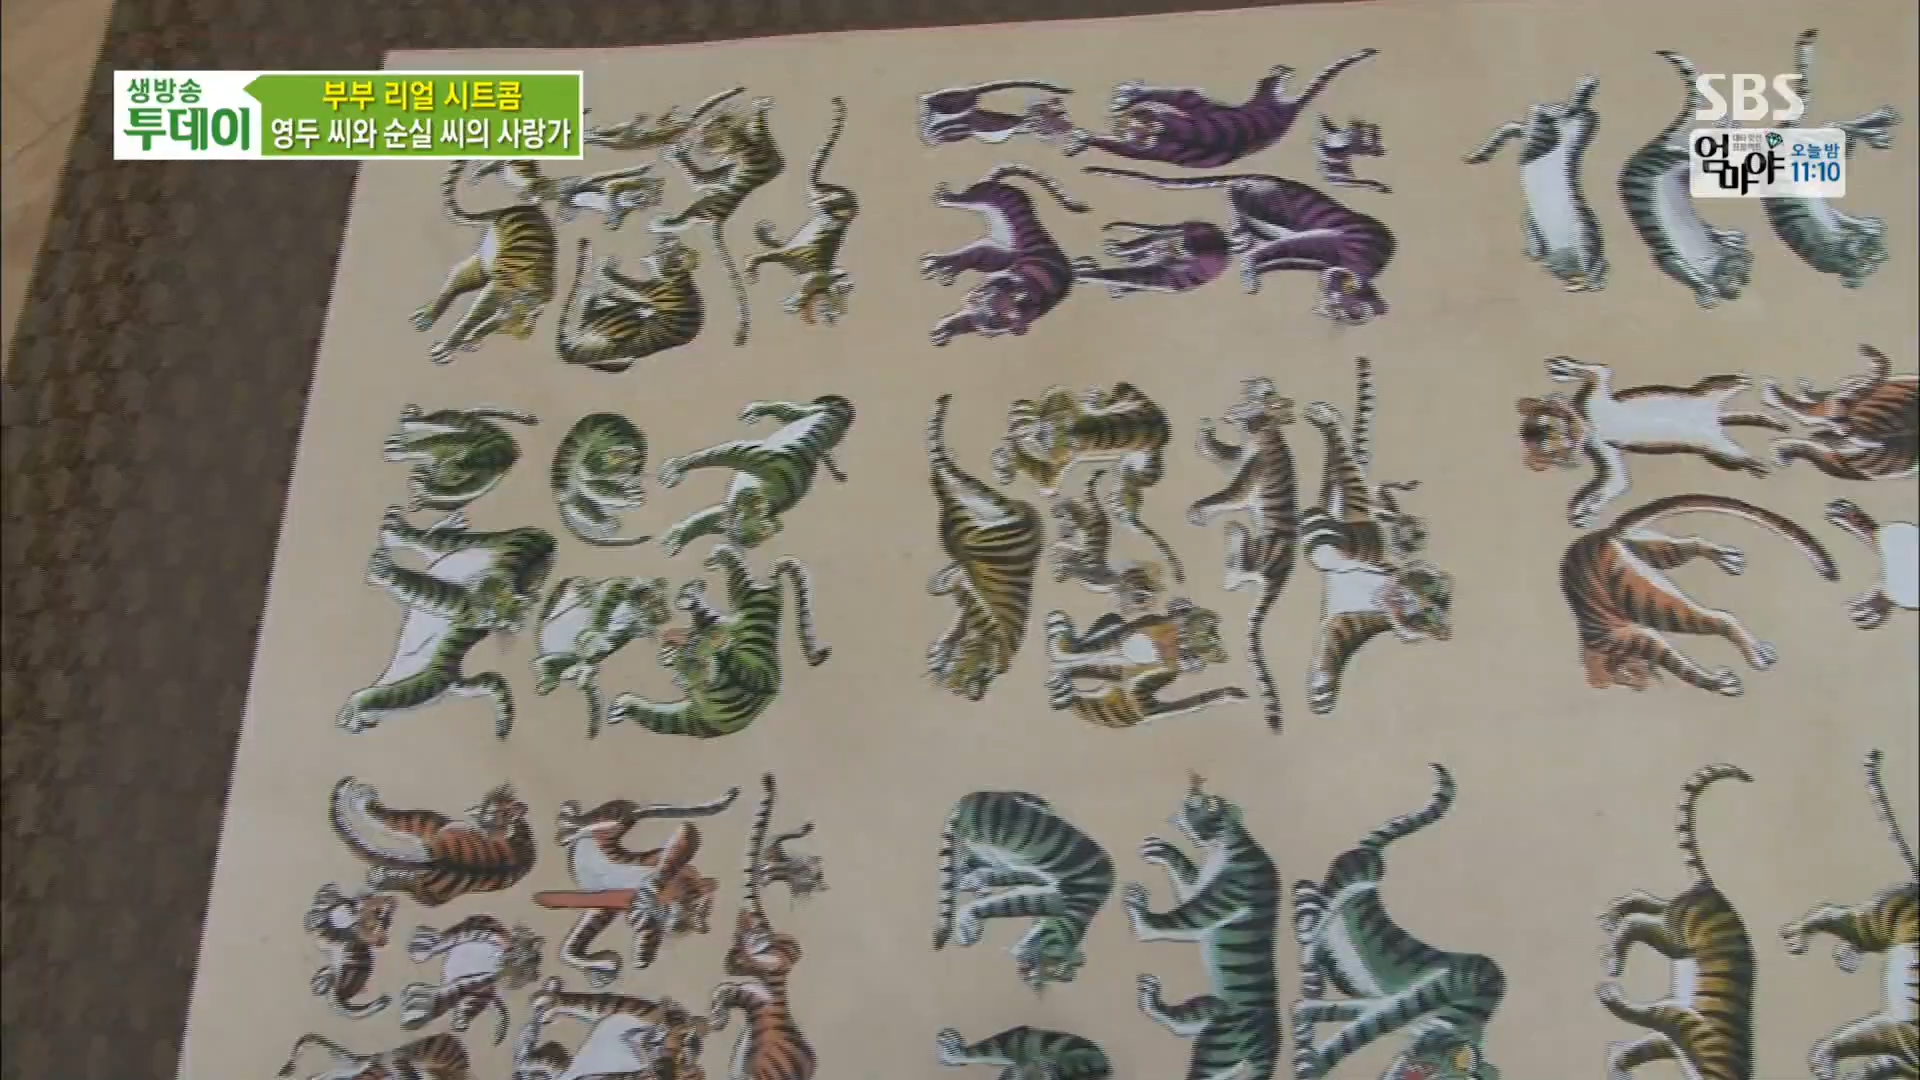 생방송
투데이
부부 리얼 시트콤
영두 씨와 순실 씨의 사랑가
SBS
엄마야
오늘 밤
11:10